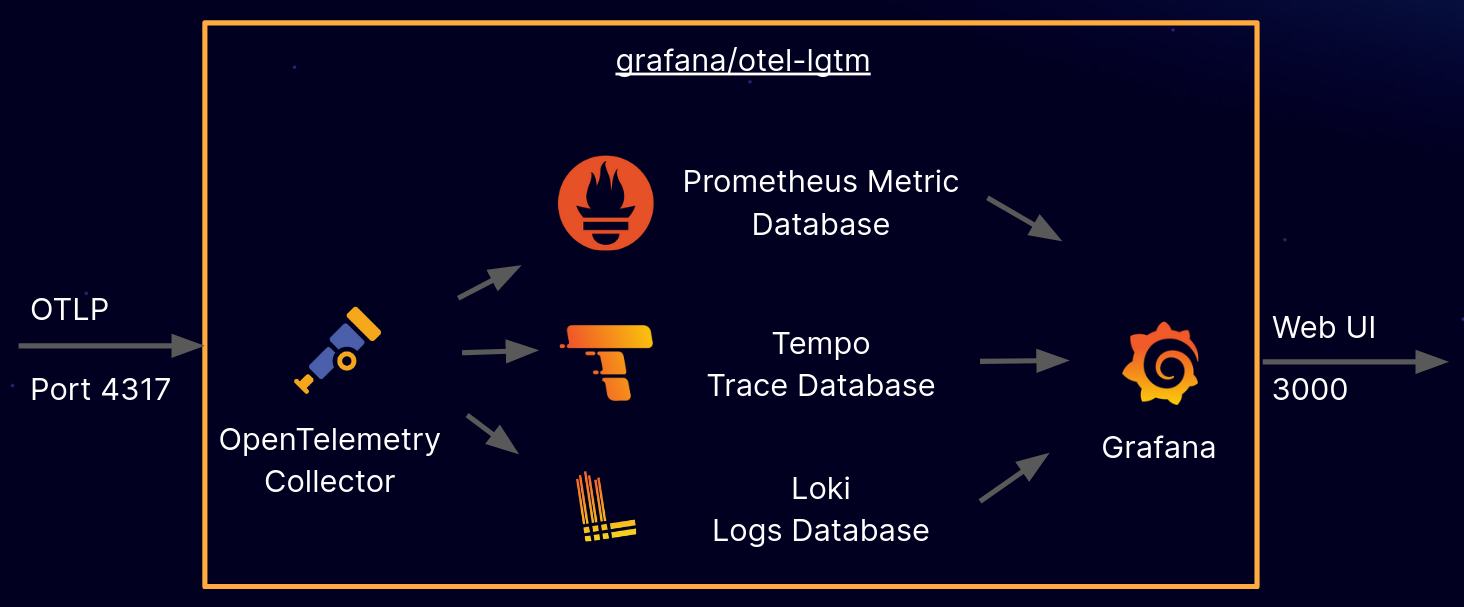 grafana/otel-lgtm
Prometheus Metric
Database
OTLP
Port 4317
OpenTelemetry
Collector
Tempo
Trace Database
Loki
Logs Database
Grafana
Web UI
3000